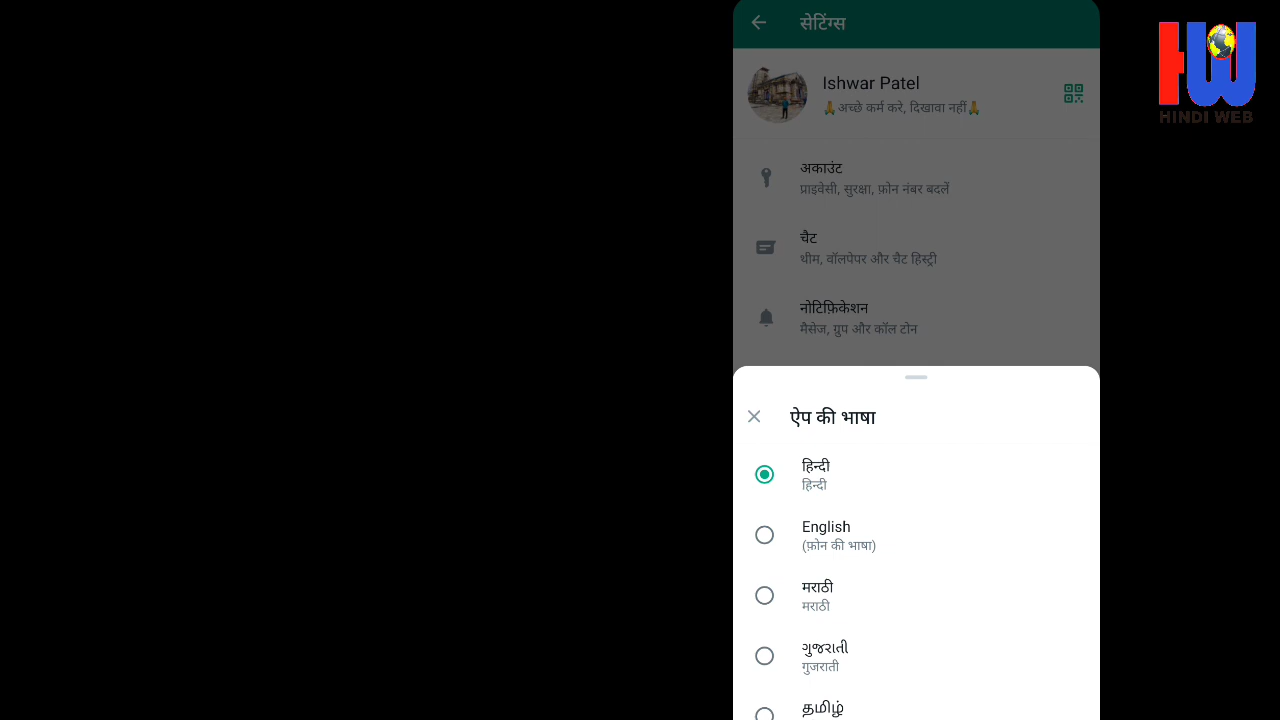 सेटिंग्स
Ishwar Patel
🙏अच्छे कर्म करे, दिखावा नहीं🙏
अकाउंट
प्राइवेसी, सुरक्षा, फ़ोन नंबर बदलें
चैट
थीम, वॉलपेपर और चैट हिस्ट्री
नोटिफ़िकेशन
मैसेज, ग्रुप और कॉल टोन
ऐप की भाषा
हिन्दी
हिन्दी
English
(फ़ोन की भाषा)
मराठी
मराठी
ગુજરાતી
गुजराती
தமிழ்
HW
HINDI WEB